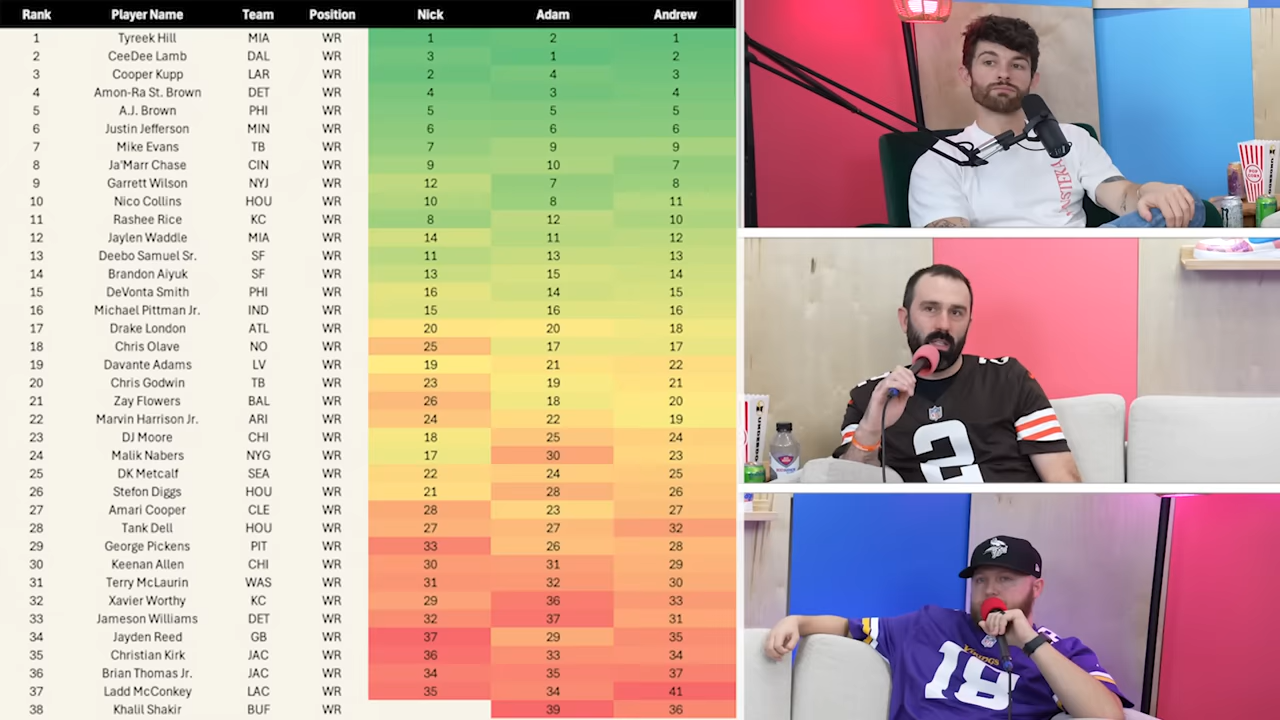 Rank Player Name Team Position Nick Adam Andrew
1 Tyreek Hill MIA WR 1 2 1
2 CeeDee Lamb DAL WR 3 1 2
3 Cooper Kupp LAR WR 2 4 3
4 Amon-Ra St. Brown DET WR 4 3 4
5 A.J. Brown PHI WR 5 5 5
6 Justin Jefferson MIN WR 6 6 6
7 Mike Evans TB WR 7 9 9
8 Ja'Marr Chase CIN WR 9 10 7
9 Garrett Wilson NYJ WR 12 7 8
10 Nico Collins HOU WR 10 8 11
11 Rashee Rice KC WR 8 12 10
12 Jaylen Waddle MIA WR 14 11 12
13 Deebo Samuel Sr. SF WR 11 13 13
14 Brandon Aiyuk SF WR 13 15 14
15 DeVonta Smith PHI WR 16 14 15
16 Michael Pittman Jr. IND WR 15 16 16
17 Drake London ATL WR 20 20 18
18 Chris Olave NO WR 25 17 17
19 Davante Adams LV WR 19 21 22
20 Chris Godwin TB WR 23 19 21
21 Zay Flowers BAL WR 26 18 20
22 Marvin Harrison Jr. ARI WR 24 22 19
23 DJ Moore CHI WR 18 25 24
24 Malik Nabers NYG WR 17 30 23
25 DK Metcalf SEA WR 22 24 25
26 Stefon Diggs HOU WR 21 28 26
27 Amari Cooper CLE WR 28 23 27
28 Tank Dell HOU WR 27 27 32
29 George Pickens PIT WR 33 26 28
30 Keenan Allen CHI WR 30 31 29
31 Terry McLaurin WAS WR 31 32 30
32 Xavier Worthy KC WR 29 36 33
33 Jameson Williams DET WR 32 37 31
34 Jayden Reed GB WR 37 29 35
35 Christian Kirk JAC WR 36 33 34
36 Brian Thomas Jr. JAC WR 34 35 37
37 Ladd McConkey LAC WR 35 34 41
38 Khalil Shakir BUF WR 39 36
POP CORN
2
Vikings
18